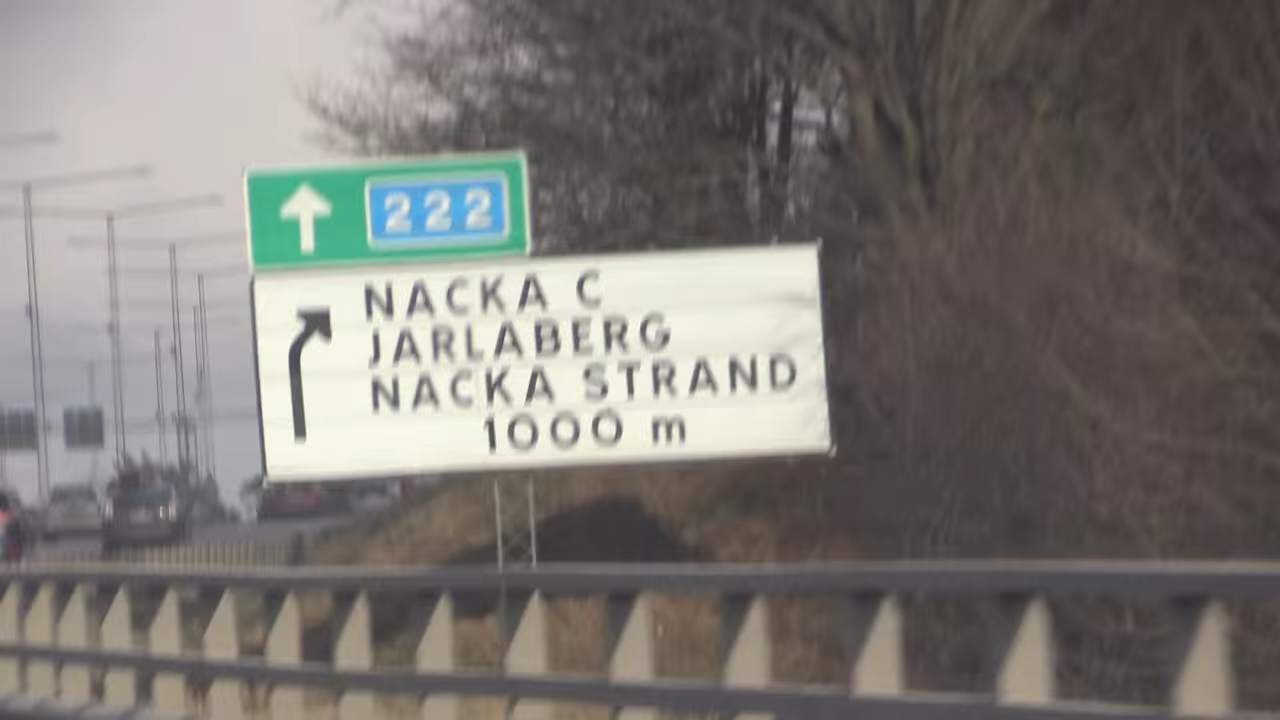 222
NACKA C
JARLABERG
NACKA STRAND
1000 m